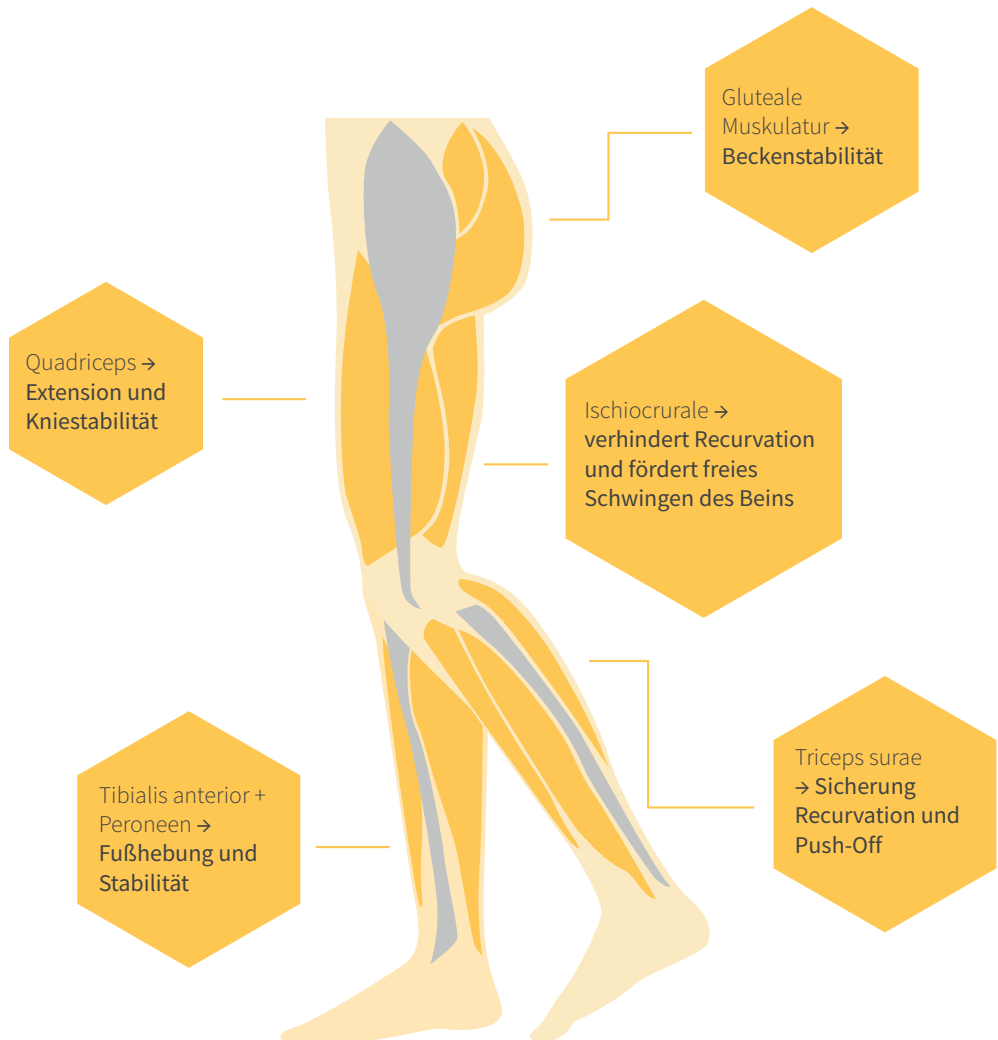 Gluteale
Muskulatur →
Beckenstabilität
Quadriceps →
Extension und
Kniestabilität
Ischiocrurale →
verhindert Recurvation
und fördert freies
Schwingen des Beins
Tibialis anterior +
Peroneen →
Fußhebung und
Stabilität
Triceps surae
→ Sicherung
Recurvation und
Push-Off